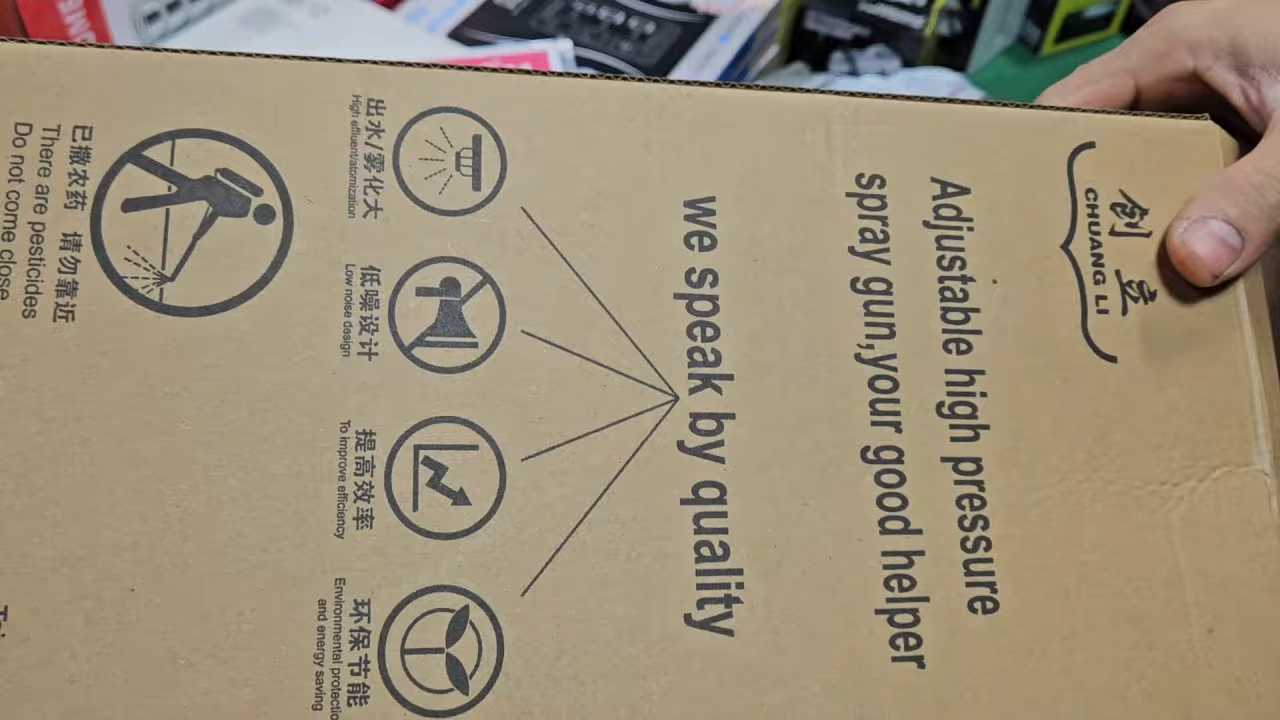 创立
CHUANG LI
Adjustable high pressure
spray gun,your good helper
we speak by quality
出水/雾化大
High effluent/atomization
低噪设计
Low noise design
提高效率
To improve efficiency
环保节能
Environmental protectio
and energy saving
已撒农药 请勿靠近
There are pesticides
Do not come close